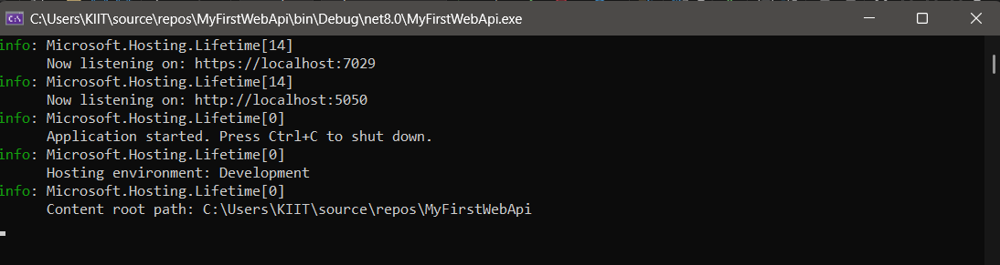 C:\Users\KIIT\source\repos\MyFirstWebApi\bin\Debug\net8.0\MyFirstWebApi.exe
info: Microsoft.Hosting.Lifetime[14]
      Now listening on: https://localhost:7029
info: Microsoft.Hosting.Lifetime[14]
      Now listening on: http://localhost:5050
info: Microsoft.Hosting.Lifetime[0]
      Application started. Press Ctrl+C to shut down.
info: Microsoft.Hosting.Lifetime[0]
      Hosting environment: Development
info: Microsoft.Hosting.Lifetime[0]
      Content root path: C:\Users\KIIT\source\repos\MyFirstWebApi